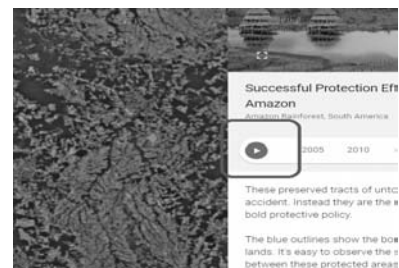 Successful Protection Eff
Amazon
Amazon Rainforest, South America
2005 2010
These preserved tracts of untc
accident. Instead they are the
bold protective policy.
The blue outlines show the bo
lands. It's easy to observe the
between these protected areas